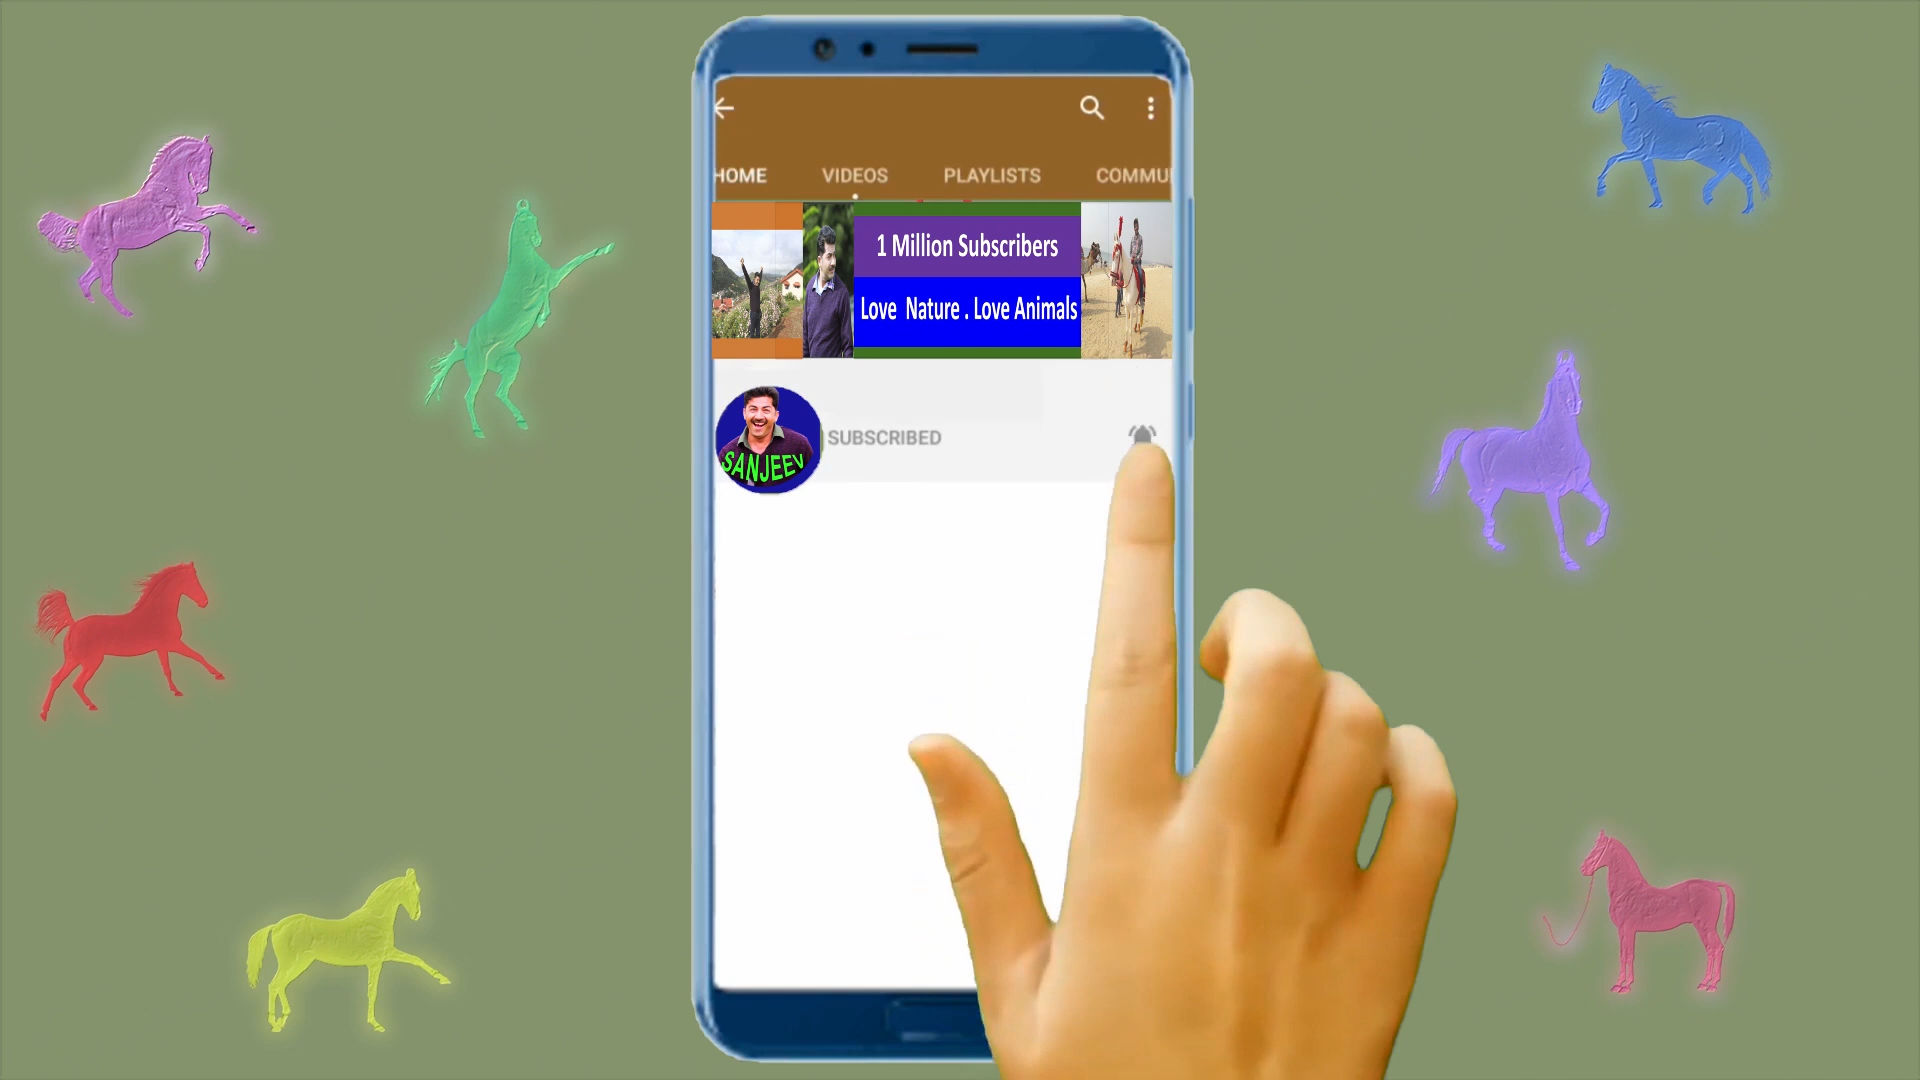 HOME VIDEOS PLAYLISTS COMMU
1 Million Subscribers
Love Nature . Love Animals
SUBSCRIBED
SANJEEV